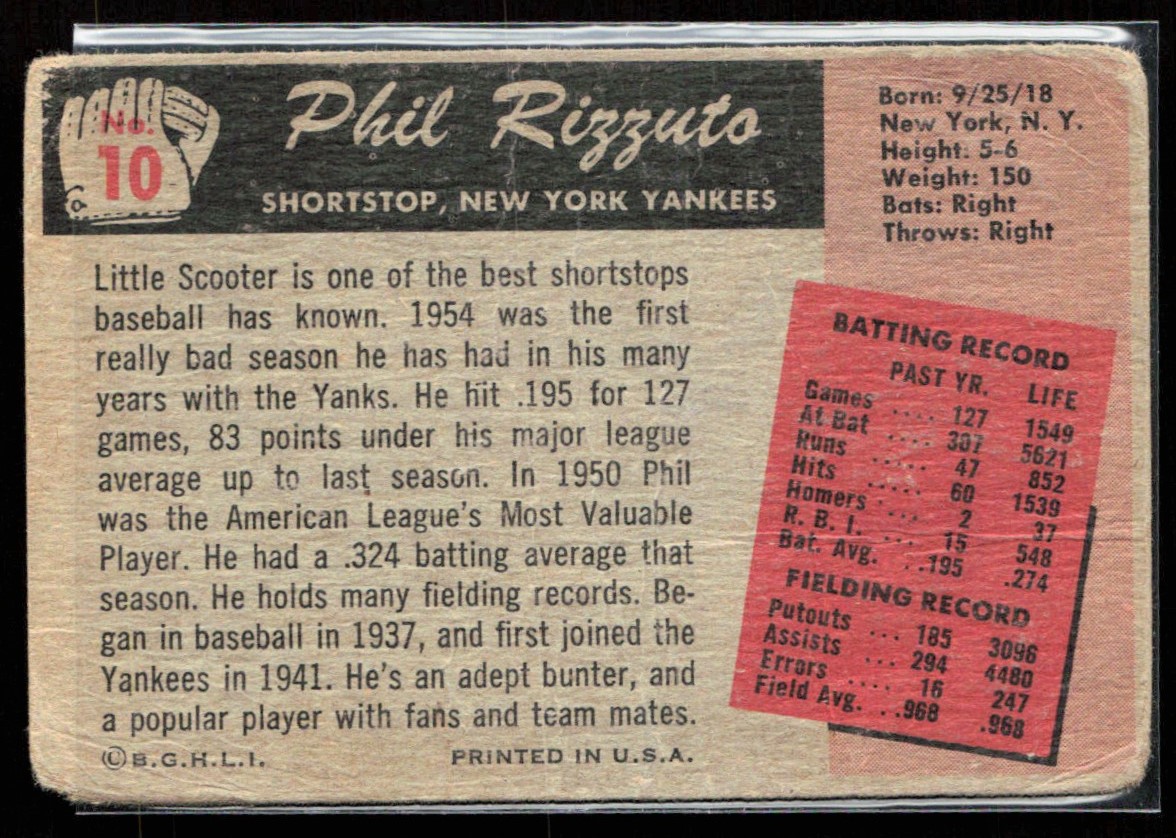 No.
10
Phil Rizzuto
SHORTSTOP, NEW YORK YANKEES
Born: 9/25/18
New York, N. Y.
Height: 5-6
Weight: 150
Bats: Right
Throws: Right
Little Scooter is one of the best shortstops
baseball has known. 1954 was the first
really bad season he has had in his many
years with the Yanks. He hit .195 for 127
games, 83 points under his major league
average up to last season. In 1950 Phil
was the American League's Most Valuable
Player. He had a .324 batting average that
season. He holds many fielding records. Be-
gan in baseball in 1937, and first joined the
Yankees in 1941. He's an adept bunter, and
a popular player with fans and team mates.
©B.G.H.L.I. PRINTED IN U.S.A.
BATTING RECORD
PAST YR. LIFE
Games .... 127 1549
At Bat .... 307 5621
Runs ..... 47 852
Hits ..... 60 1539
Homers .... 2 37
R. B. I. ... 15 548
Bat. Avg. ..195 .274
FIELDING RECORD
Putouts ... 185 3096
Assists ... 294 4480
Errors .... 16 247
Field Avg. ..968 .968